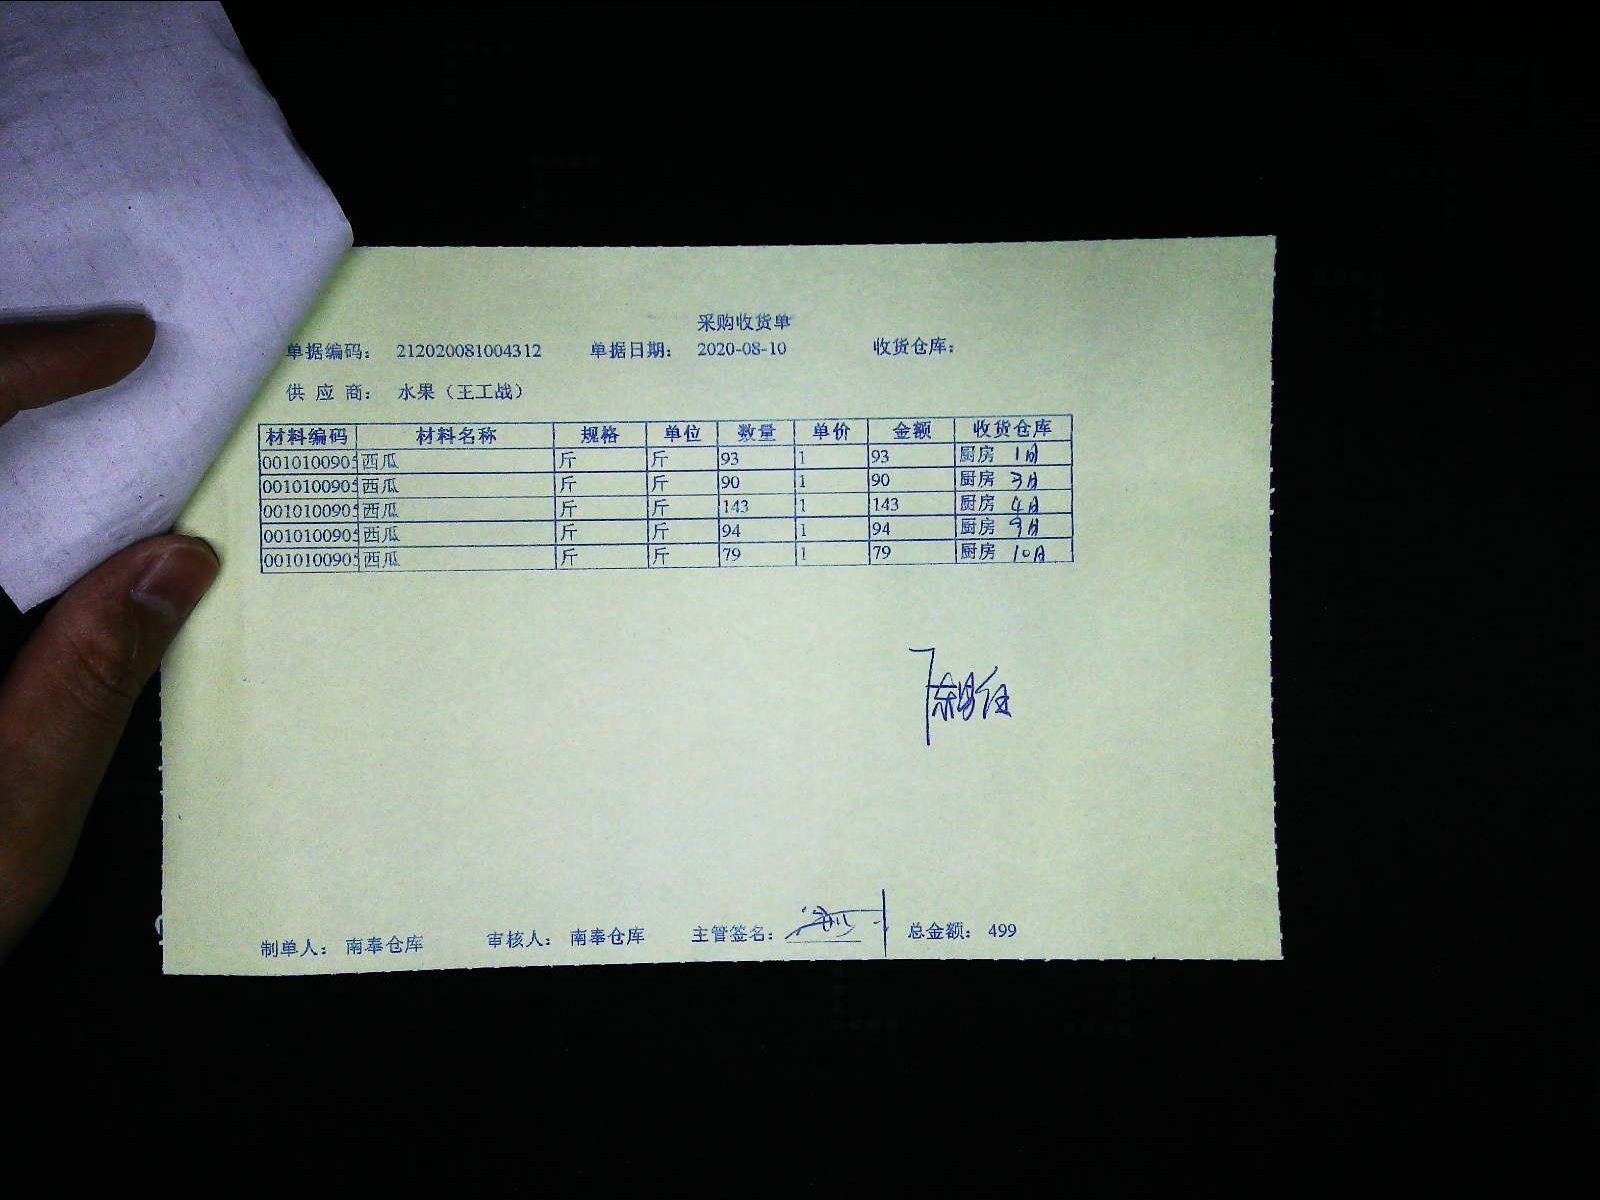 采购收货单
单据编码： 212020081004312 单据日期： 2020-08-10 收货仓库：
供 应 商： 水果（王工战）
材料编码 材料名称 规格 单位 数量 单价 金额 收货仓库
0010100905 西瓜 斤 斤 93 1 93 厨房 1日
0010100905 西瓜 斤 斤 90 1 90 厨房 3日
0010100905 西瓜 斤 斤 143 1 143 厨房 4日
0010100905 西瓜 斤 斤 94 1 94 厨房 9日
0010100905 西瓜 斤 斤 79 1 79 厨房 10日
制单人： 南奉仓库 审核人： 南奉仓库 主管签名： 总金额： 499